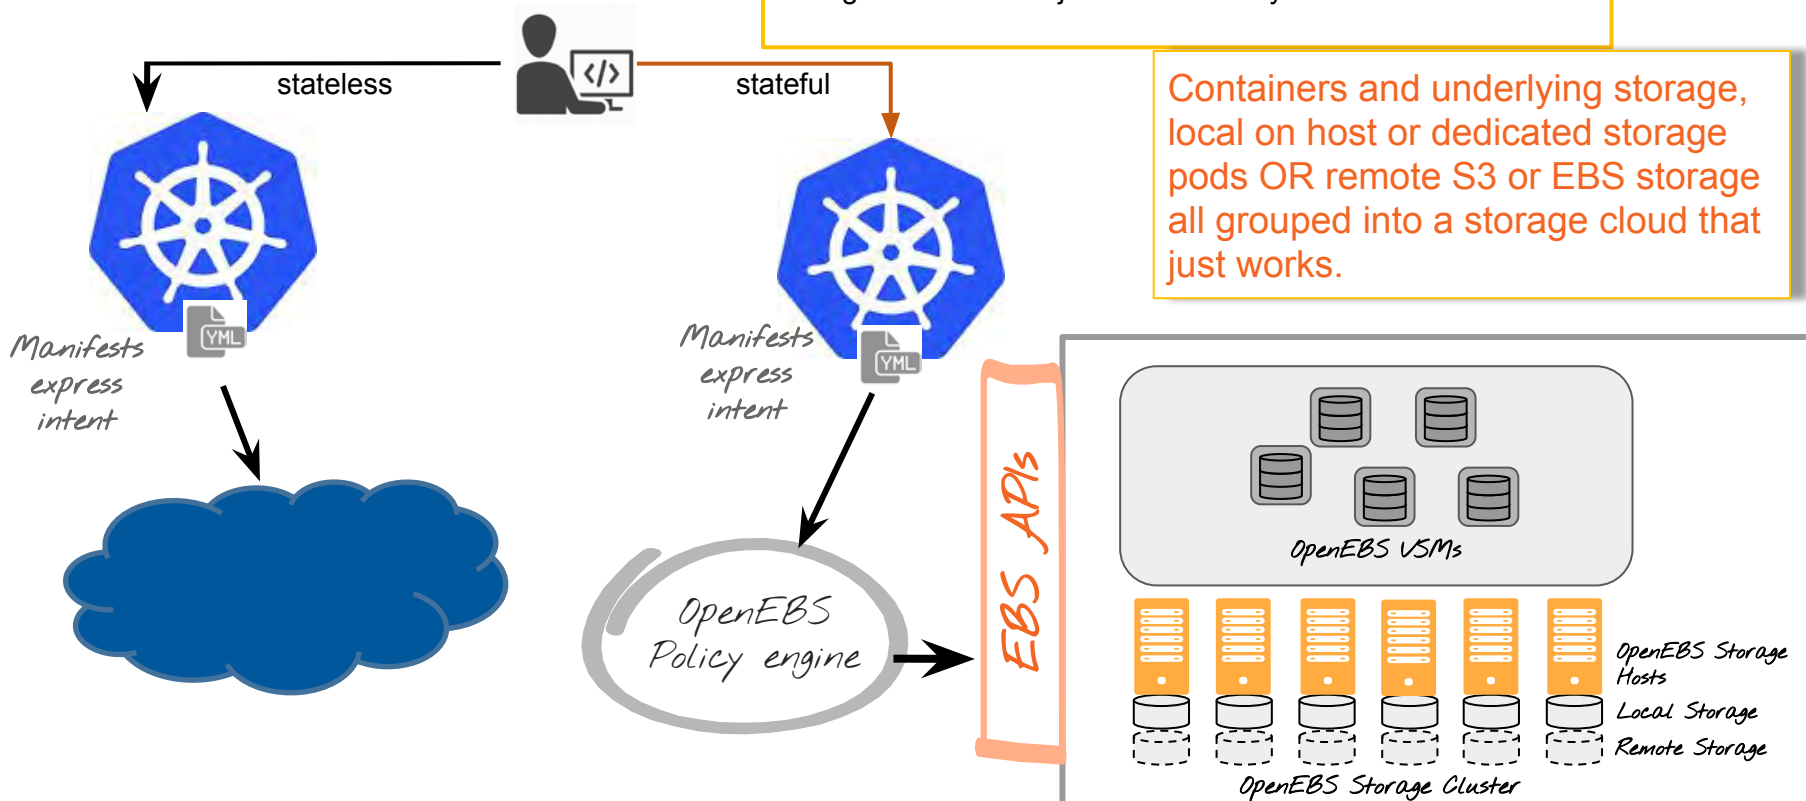 stateless
</>
stateful
Containers and underlying storage,
local on host or dedicated storage
pods OR remote S3 or EBS storage
all grouped into a storage cloud that
just works.
YML
Manifests
express
intent
YML
Manifests
express
intent
EBS APIs
OpenEBS
Policy engine
OpenEBS VSMs
OpenEBS Storage
Hosts
Local Storage
Remote Storage
OpenEBS Storage Cluster